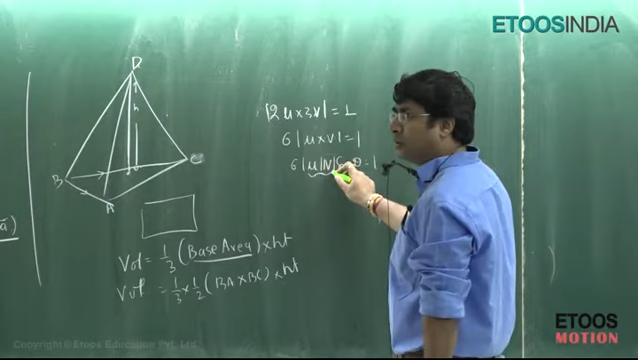 ETOOSINDIA
D
h
|2u×3v| = 1
6|u×v| = 1
6|u||v|
= 1
B
A
Vol = 1/3 (Base Area) × ht
Vol = 1/3 × 1/2 (BA × BC) × ht
ETOOS
MOTION
Copyright © Etoos Education Pvt. Ltd.